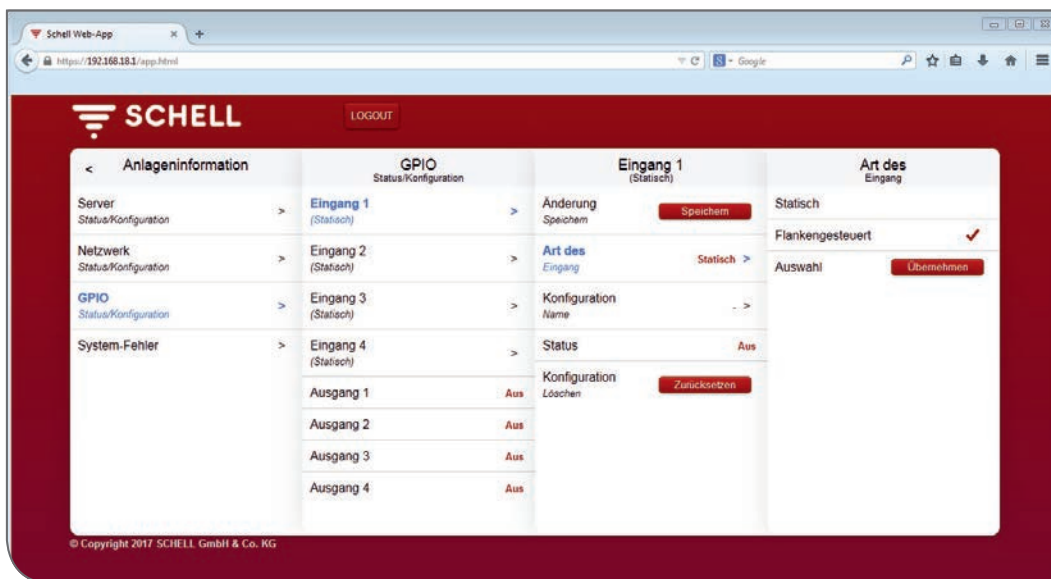 Schell Web-App
https://192.168.18.1/app.html
Google
SCHELL
LOGOUT
< Anlageninformation
Server >
Status/Konfiguration
Netzwerk >
Status/Konfiguration
GPIO >
Status/Konfiguration
System-Fehler >
GPIO
Status/Konfiguration
Eingang 1 >
(Statisch)
Eingang 2 >
(Statisch)
Eingang 3 >
(Statisch)
Eingang 4 >
(Statisch)
Ausgang 1 Aus
Ausgang 2 Aus
Ausgang 3 Aus
Ausgang 4 Aus
Eingang 1
(Statisch)
Änderung Speichern
Speichern
Art des Statisch >
Eingang
Konfiguration - >
Name
Status Aus
Konfiguration Zurücksetzen
Löschen
Art des
Eingang
Statisch
Flankengesteuert
Auswahl Übernehmen
© Copyright 2017 SCHELL GmbH & Co. KG